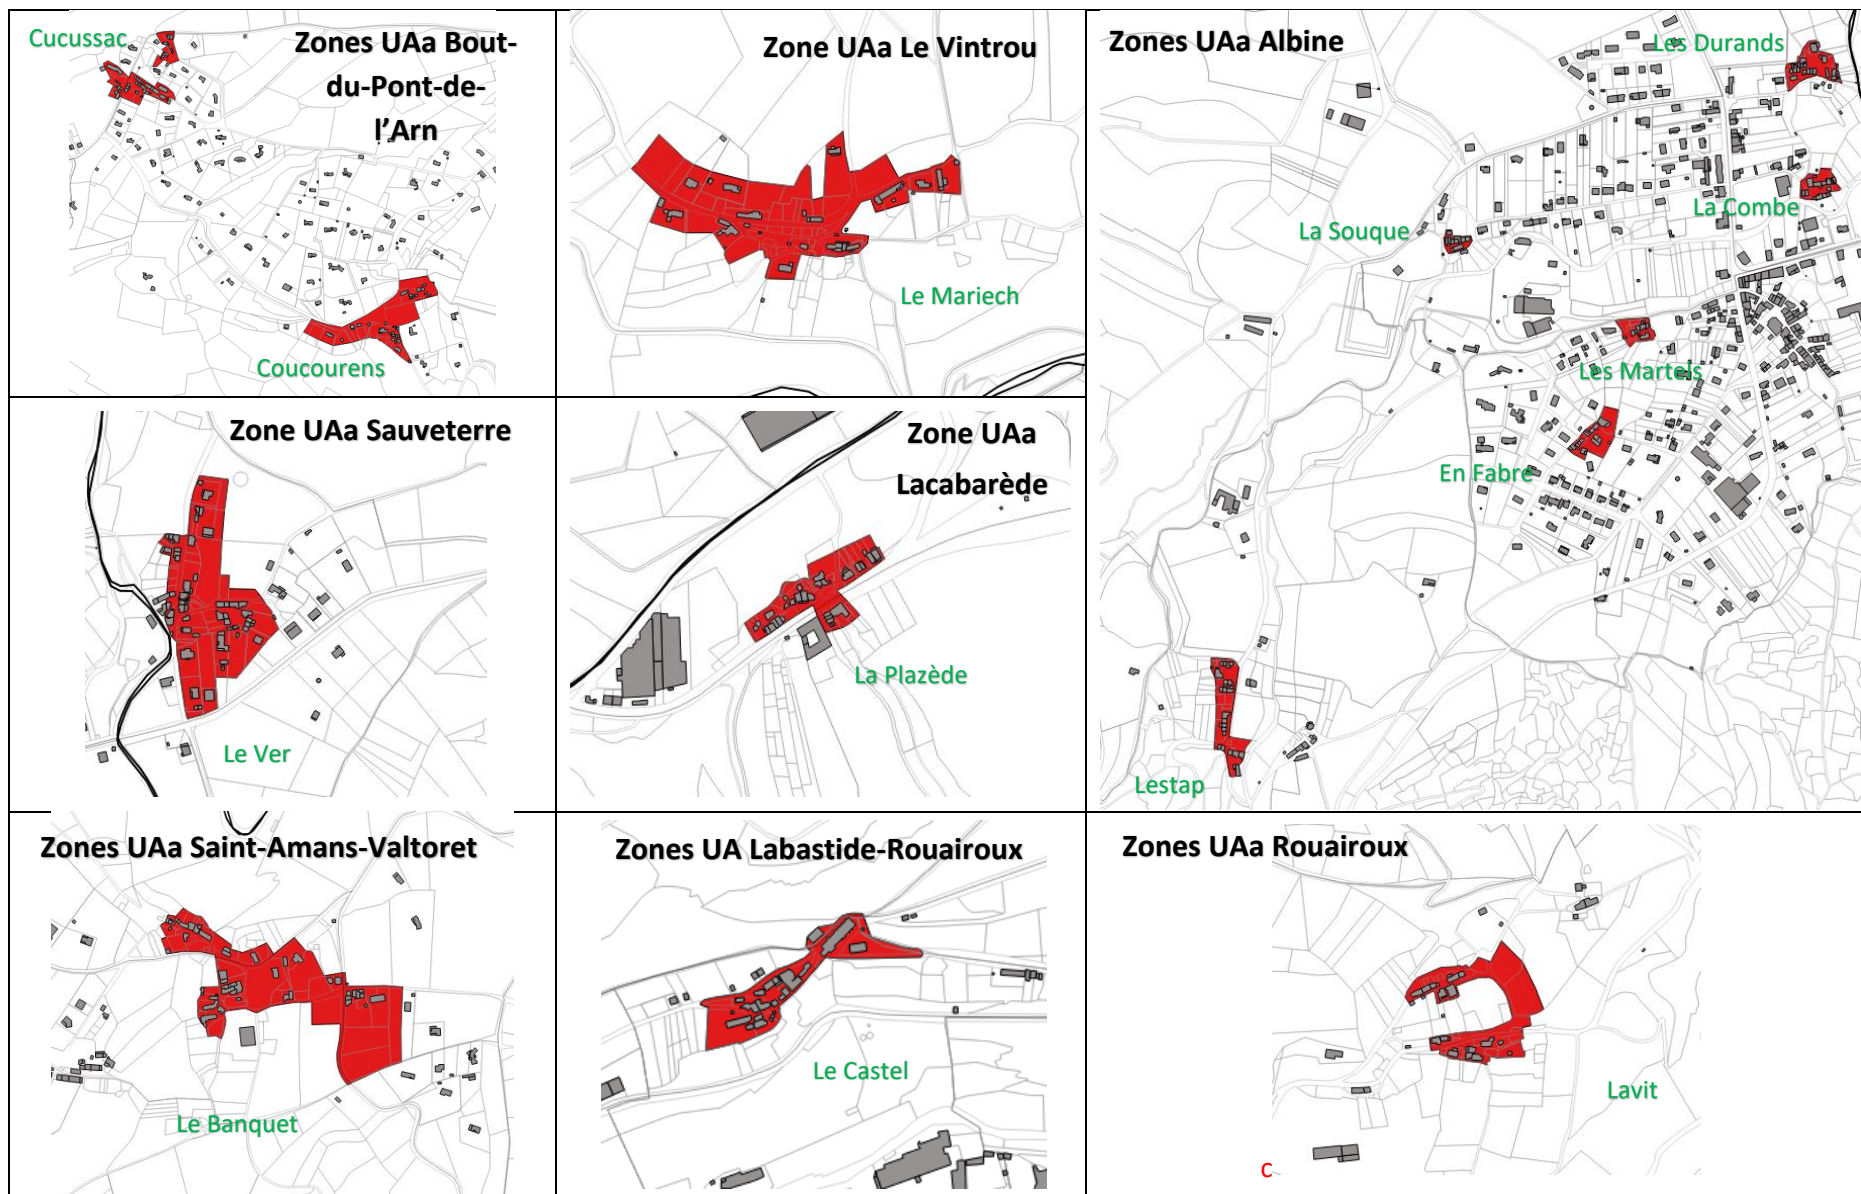 Cucussac
Zones UAa Bout-
du-Pont-de-
l’Arn
Coucourens
Zone UAa Le Vintrou
Le Mariech
Zones UAa Albine
Les Durands
La Combe
La Souque
Les Martels
En Fabre
Lestap
Zone UAa Sauveterre
Le Ver
Zone UAa
Lacabarède
La Plazède
Zones UAa Saint-Amans-Valtoret
Le Banquet
Zones UA Labastide-Rouairoux
Le Castel
Zones UAa Rouairoux
Lavit
c